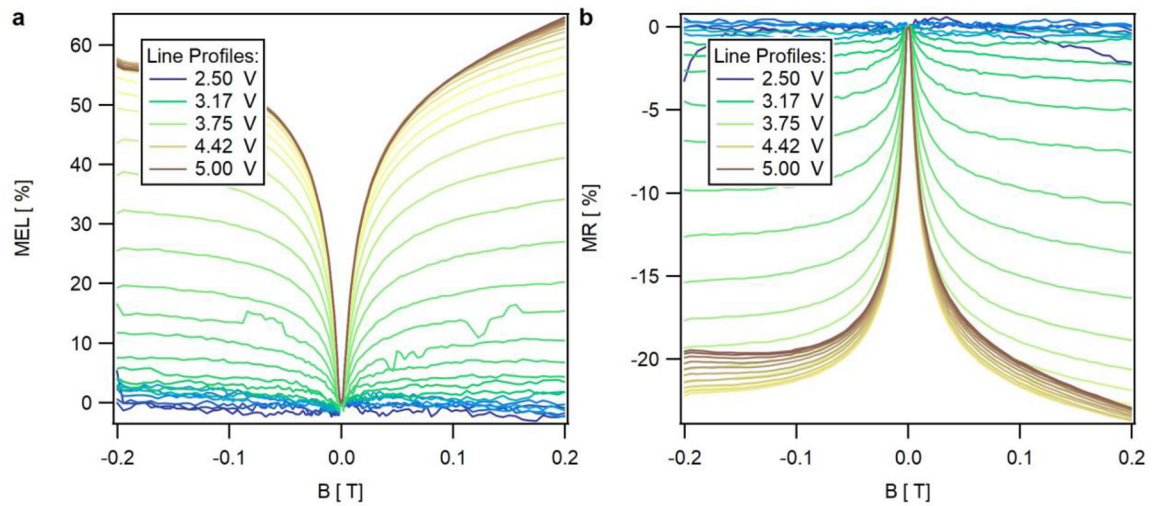 a
MEL [ %]
60
50
40
30
20
10
0
Line Profiles:
2.50 V
3.17 V
3.75 V
4.42 V
5.00 V
-0.2
-0.1
0.0
0.1
0.2
B [ T]
b
MR [ %]
0
-5
-10
-15
-20
Line Profiles:
2.50 V
3.17 V
3.75 V
4.42 V
5.00 V
-0.2
-0.1
0.0
0.1
0.2
B [ T]